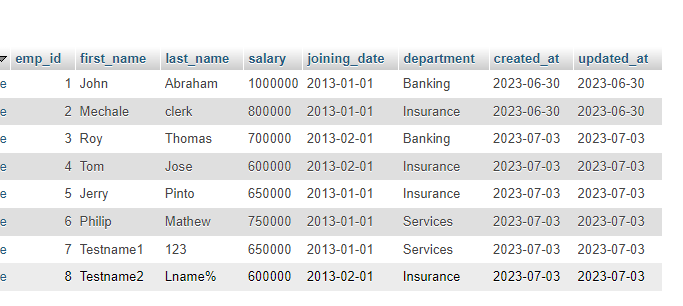 emp_id first_name last_name salary joining_date department created_at updated_at
e 1 John Abraham 1000000 2013-01-01 Banking 2023-06-30 2023-06-30
e 2 Mechale clerk 800000 2013-01-01 Insurance 2023-06-30 2023-06-30
e 3 Roy Thomas 700000 2013-02-01 Banking 2023-07-03 2023-07-03
e 4 Tom Jose 600000 2013-02-01 Insurance 2023-07-03 2023-07-03
e 5 Jerry Pinto 650000 2013-01-01 Insurance 2023-07-03 2023-07-03
e 6 Philip Mathew 750000 2013-01-01 Services 2023-07-03 2023-07-03
e 7 Testname1 123 650000 2013-01-01 Services 2023-07-03 2023-07-03
e 8 Testname2 Lname% 600000 2013-02-01 Insurance 2023-07-03 2023-07-03